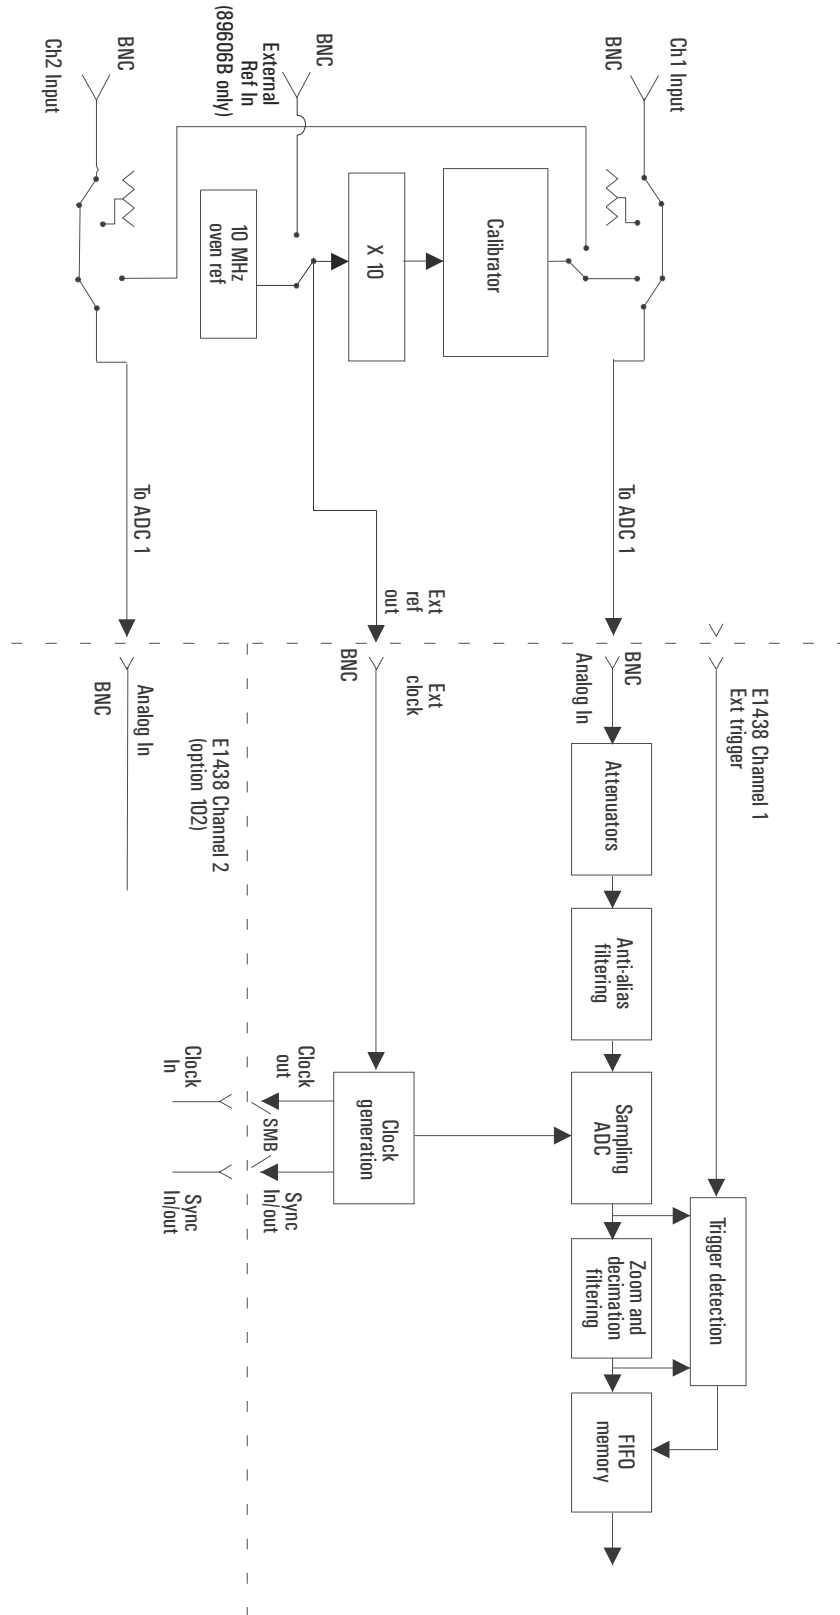 Ch1 Input
BNC
BNC
External
Ref In
(89606B only)
BNC
Ch2 Input
Calibrator
X 10
10 MHz
oven ref
To ADC 1
To ADC 1
Ext
ref
out
E1438 Channel 1
Ext trigger
BNC
Analog In
Ext
clock
BNC
Analog In
BNC
E1438 Channel 2
(option 102)
Attenuators
Anti-alias
filtering
Sampling
ADC
Trigger detection
Zoom and
decimation
filtering
FIFO
memory
Clock
generation
Clock
out
SMB
Sync
In/out
Clock
In
Sync
In/out